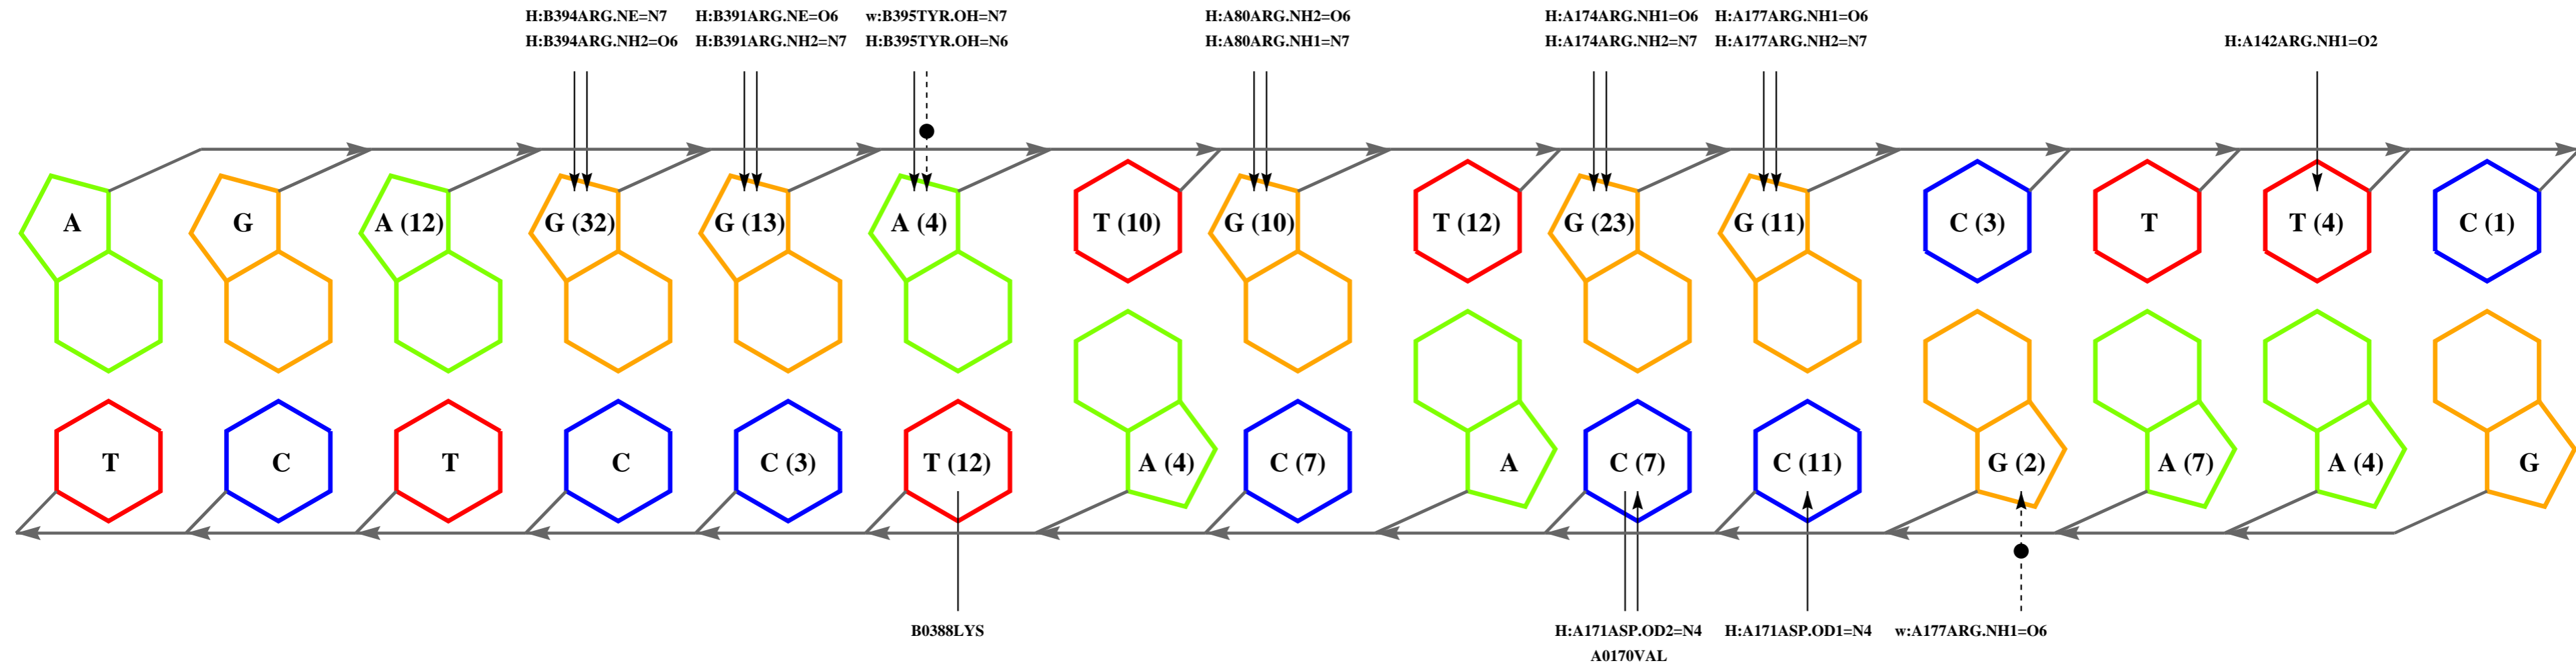 H:B394ARG.NE=N7 H:B391ARG.NE=O6 w:B395TYR.OH=N7 H:A80ARG.NH2=O6 H:A174ARG.NH1=O6 H:A177ARG.NH1=O6
H:B394ARG.NH2=O6 H:B391ARG.NH2=N7 H:B395TYR.OH=N6 H:A80ARG.NH1=N7 H:A174ARG.NH2=N7 H:A177ARG.NH2=N7 H:A142ARG.NH1=O2
A G A (12) G (32) G (13) A (4) T (10) G (10) T (12) G (23) G (11) C (3) T T (4) C (1)
T C T C C (3) T (12) A (4) C (7) A C (7) C (11) G (2) A (7) A (4) G
B0388LYS H:A171ASP.OD2=N4 H:A171ASP.OD1=N4 w:A177ARG.NH1=O6
A0170VAL